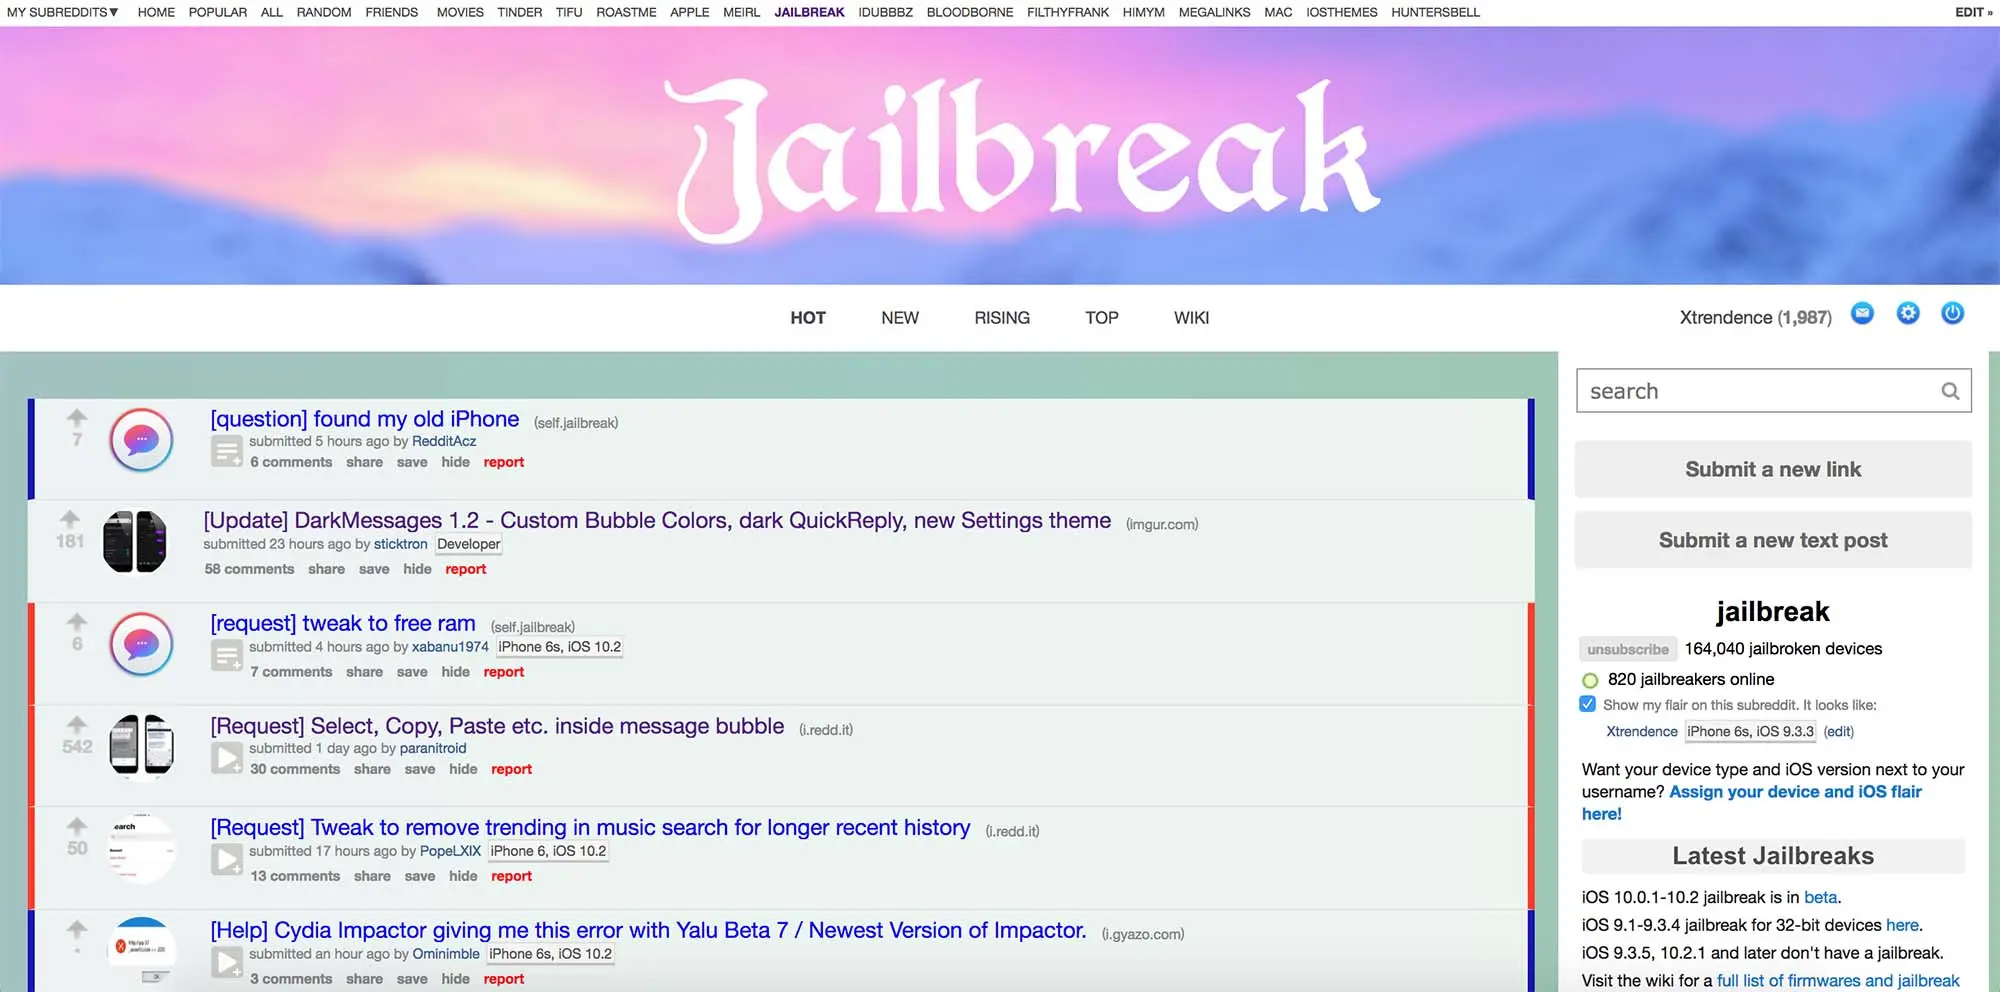 MY SUBREDDITS▼ HOME POPULAR ALL RANDOM FRIENDS MOVIES TINDER TIFU ROASTME APPLE MEIRL JAILBREAK IDUBBBZ BLOODBORNE FILTHYFRANK HIMYM MEGALINKS MAC IOSTHEMES HUNTERSBELL EDIT »
Jailbreak
HOT NEW RISING TOP WIKI
Xtrendence (1,987)
[question] found my old iPhone (self.jailbreak)
7
submitted 5 hours ago by RedditAcz
6 comments share save hide report
[Update] DarkMessages 1.2 - Custom Bubble Colors, dark QuickReply, new Settings theme (imgur.com)
181
submitted 23 hours ago by sticktron Developer
58 comments share save hide report
[request] tweak to free ram (self.jailbreak)
6
submitted 4 hours ago by xabanu1974 iPhone 6s, iOS 10.2
7 comments share save hide report
[Request] Select, Copy, Paste etc. inside message bubble (i.redd.it)
542
submitted 1 day ago by paranitroid
30 comments share save hide report
[Request] Tweak to remove trending in music search for longer recent history (i.redd.it)
50
submitted 17 hours ago by PopeLXIX iPhone 6, iOS 10.2
13 comments share save hide report
[Help] Cydia Impactor giving me this error with Yalu Beta 7 / Newest Version of Impactor. (i.gyazo.com)
•
submitted an hour ago by Ominimble iPhone 6s, iOS 10.2
3 comments share save hide report
search
Submit a new link
Submit a new text post
jailbreak
unsubscribe 164,040 jailbroken devices
820 jailbreakers online
Show my flair on this subreddit. It looks like:
Xtrendence iPhone 6s, iOS 9.3.3 (edit)
Want your device type and iOS version next to your
username? Assign your device and iOS flair
here!
Latest Jailbreaks
iOS 10.0.1-10.2 jailbreak is in beta.
iOS 9.1-9.3.4 jailbreak for 32-bit devices here.
iOS 9.3.5, 10.2.1 and later don't have a jailbreak.
Visit the wiki for a full list of firmwares and jailbreak